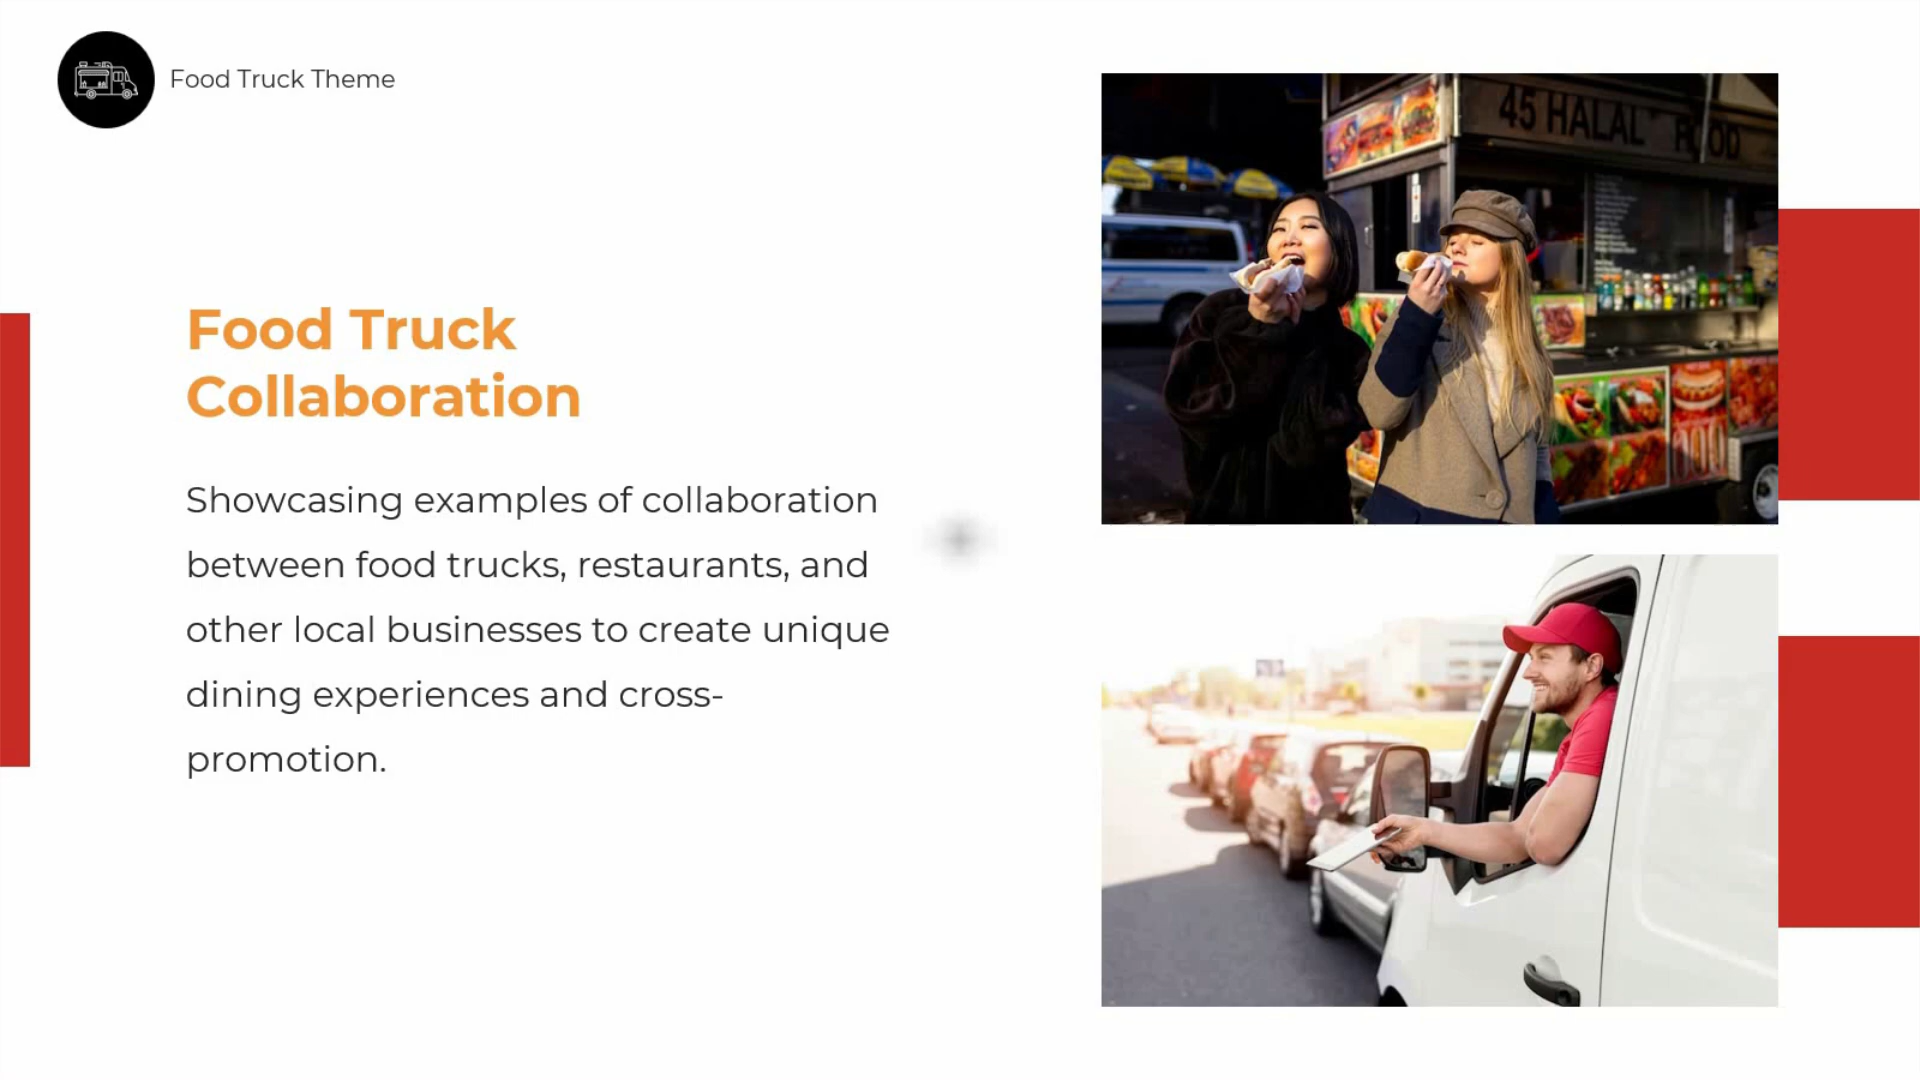 Food Truck Theme
Food Truck
Collaboration
Showcasing examples of collaboration
between food trucks, restaurants, and
other local businesses to create unique
dining experiences and cross-
promotion.
45 HALAL FOOD